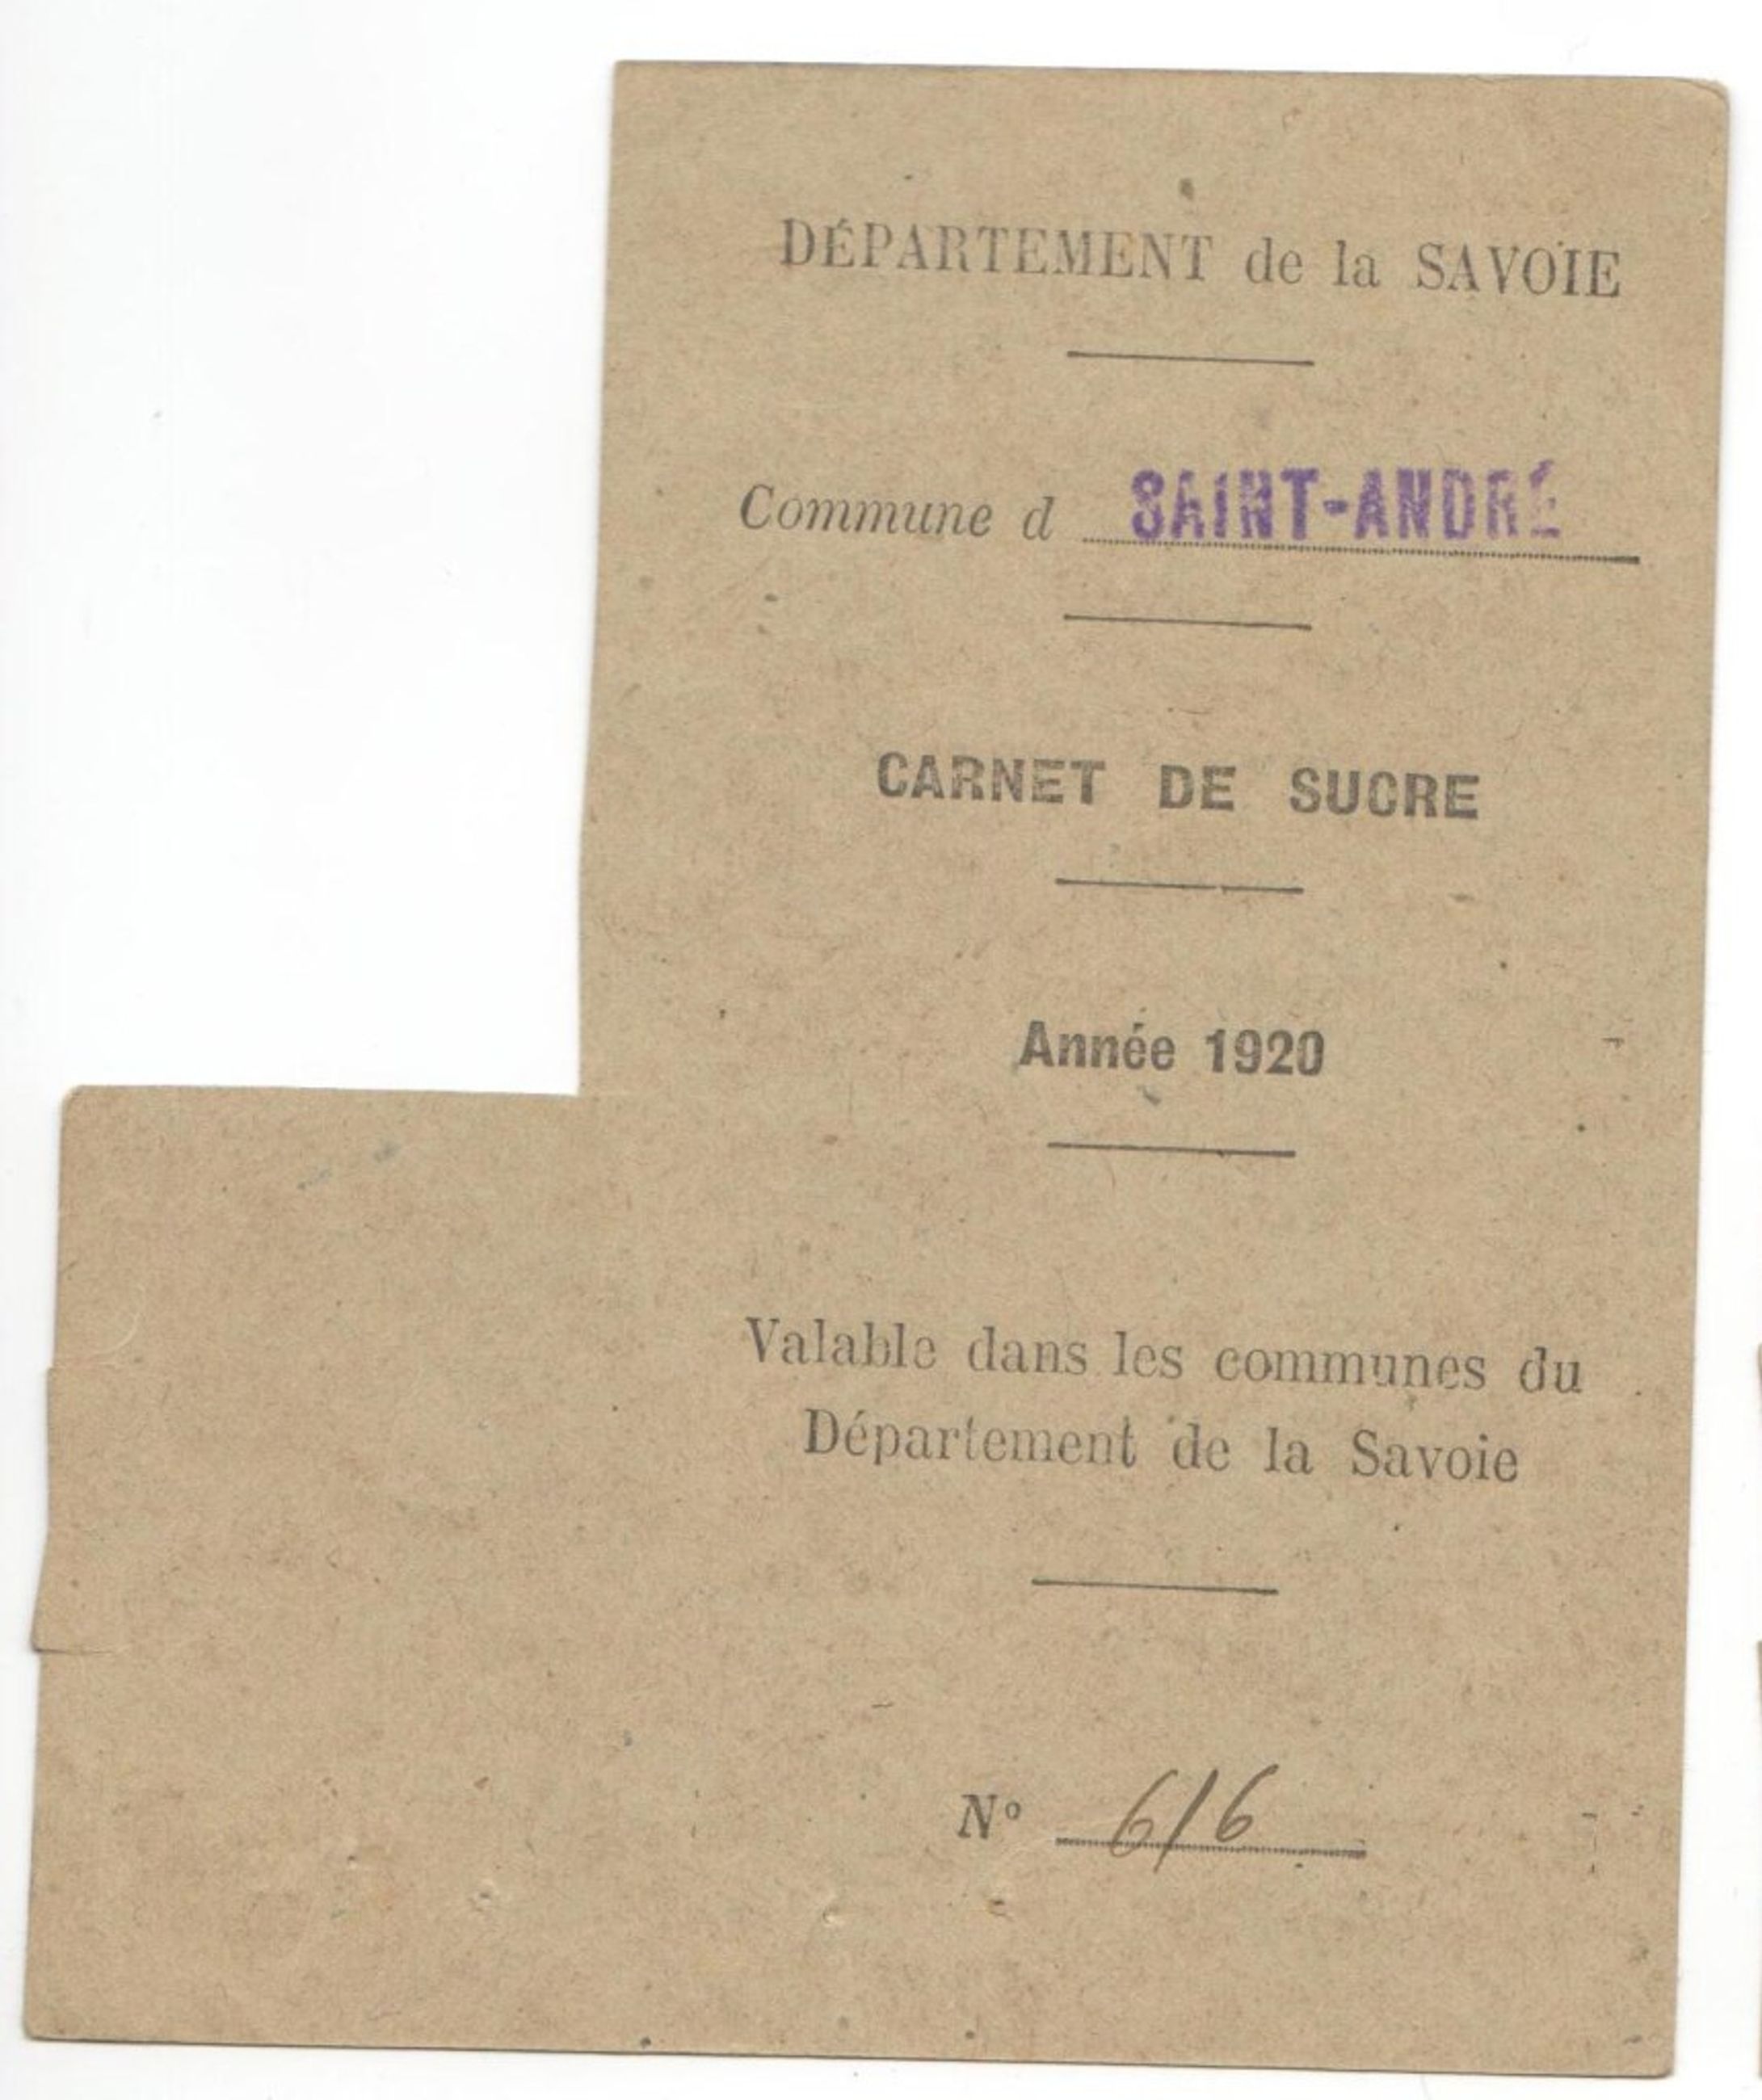 DÉPARTEMENT de la SAVOIE
Commune d SAINT-ANDRÉ
CARNET DE SUCRE
Année 1920
Valable dans les communes du
Département de la Savoie
N° 616